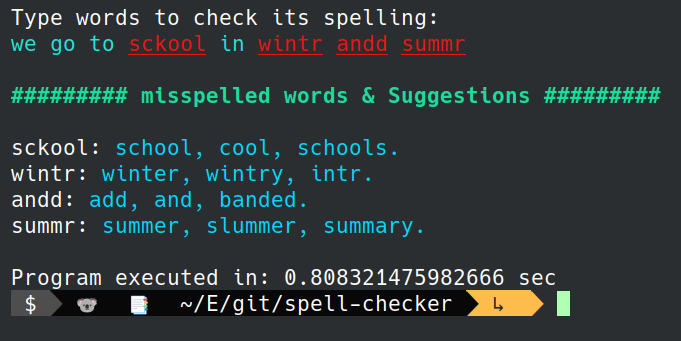 Type words to check its spelling:
we go to sckool in wintr andd summr
######### misspelled words & Suggestions #########
sckool: school, cool, schools.
wintr: winter, wintry, intr.
andd: add, and, banded.
summr: summer, slummer, summary.
Program executed in: 0.808321475982666 sec
$ 🐨 📑 ~/E/git/spell-checker ↳